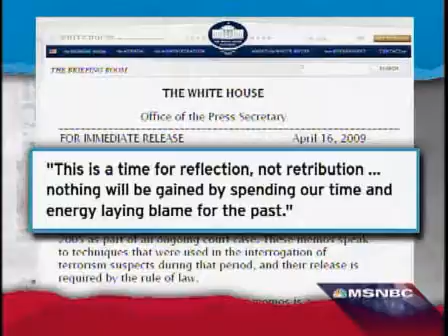 THE BRIEFING ROOM
SEARCH
THE WHITE HOUSE
Office of the Press Secretary
FOR IMMEDIATE RELEASE April 16, 2009
"This is a time for reflection, not retribution ...
nothing will be gained by spending our time and
energy laying blame for the past."
2005 as part of an ongoing court case. These memos speak
to techniques that were used in the interrogation of
terrorism suspects during that period, and their release is
required by the rule of law.
MSNBC